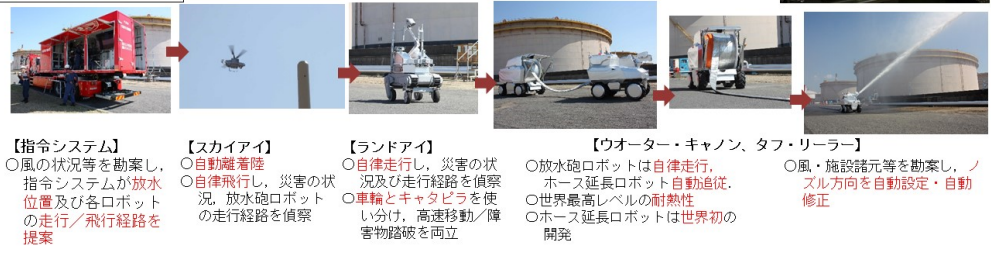 【指令システム】
○風の状況等を勘案し，
指令システムが放水
位置及び各ロボット
の走行／飛行経路を
提案
【スカイアイ】
○自動離着陸
○自律飛行し，災害の状
況，放水砲ロボット
の走行経路を偵察
【ランドアイ】
○自律走行し，災害の状
況及び走行経路を偵察
○車輪とキャタピラを使
い分け，高速移動／障
害物踏破を両立
【ウオーター・キャノン、タフ・リーラー】
○放水砲ロボットは自律走行，
ホース延長ロボット自動追従．
○世界最高レベルの耐熱性
○ホース延長ロボットは世界初の
開発
○風・施設諸元等を勘案し，ノ
ズル方向を自動設定・自動
修正